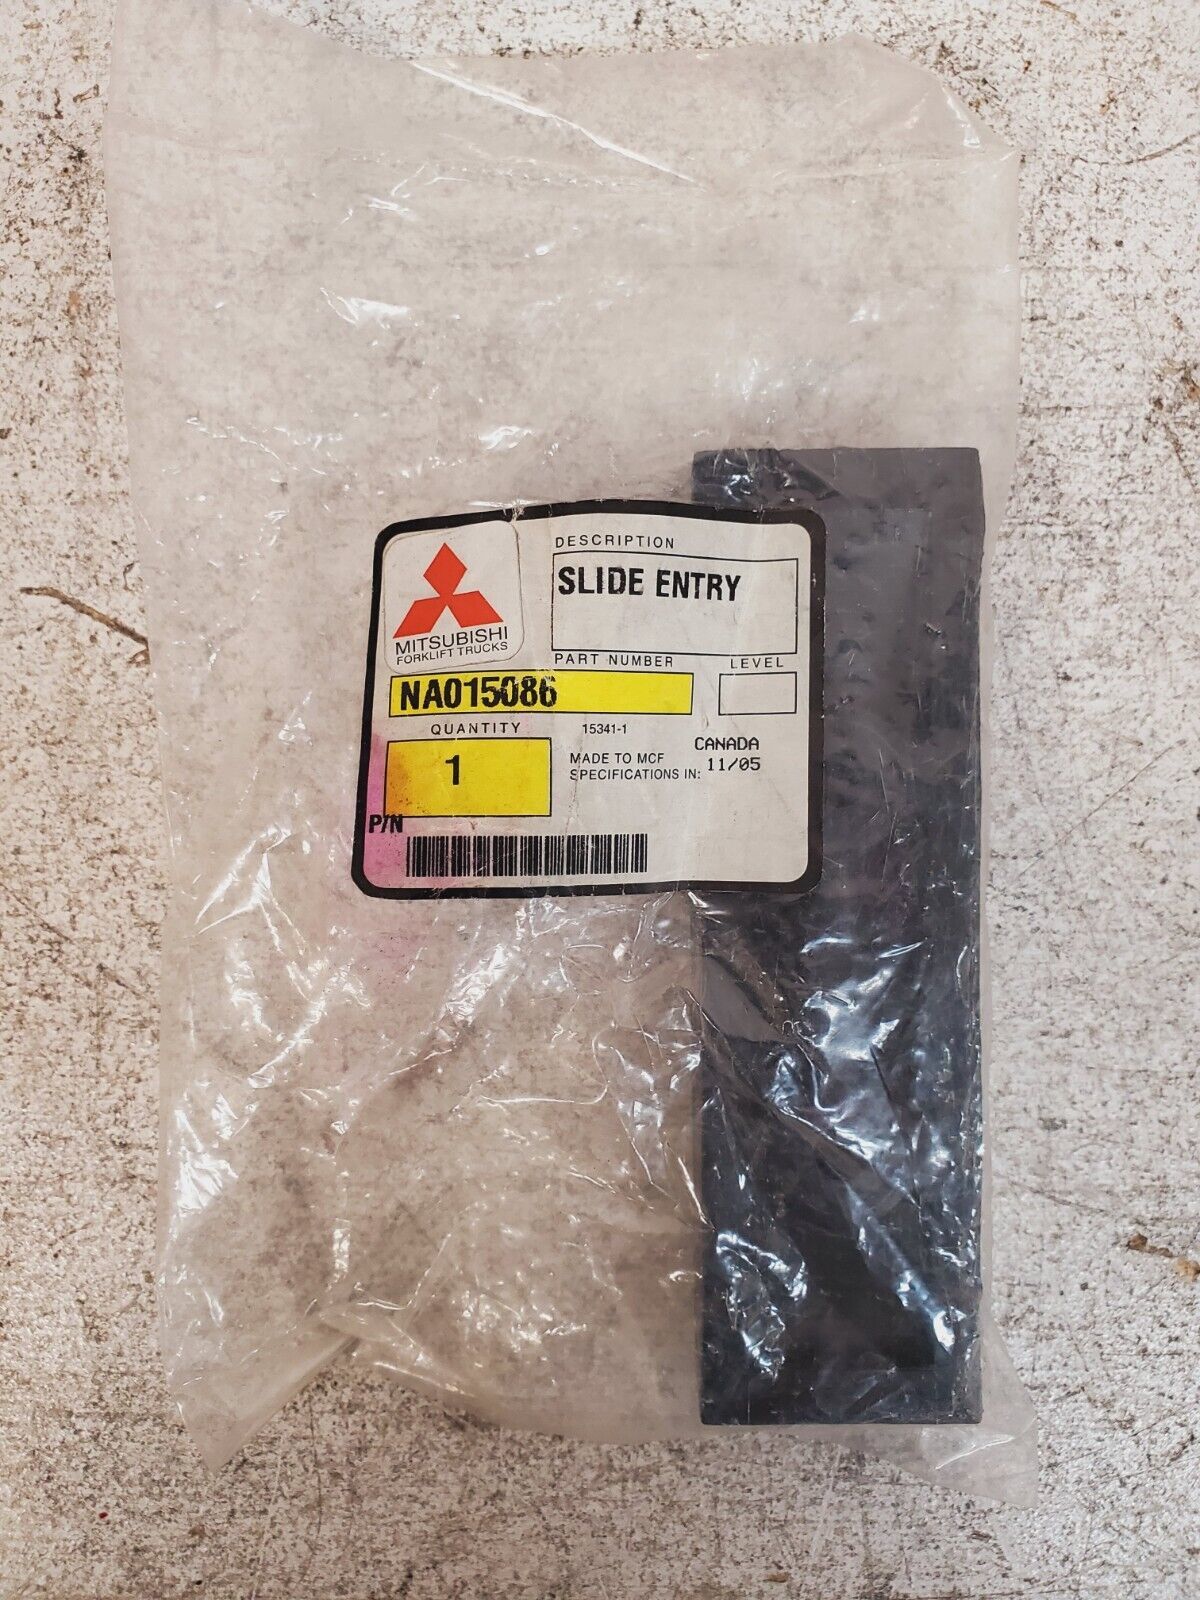 MITSUBISHI
FORKLIFT TRUCKS
DESCRIPTION
SLIDE ENTRY
PART NUMBER
LEVEL
NA015086
QUANTITY
15341-1
1
MADE TO MCF
SPECIFICATIONS IN:
CANADA
11/05
P/N